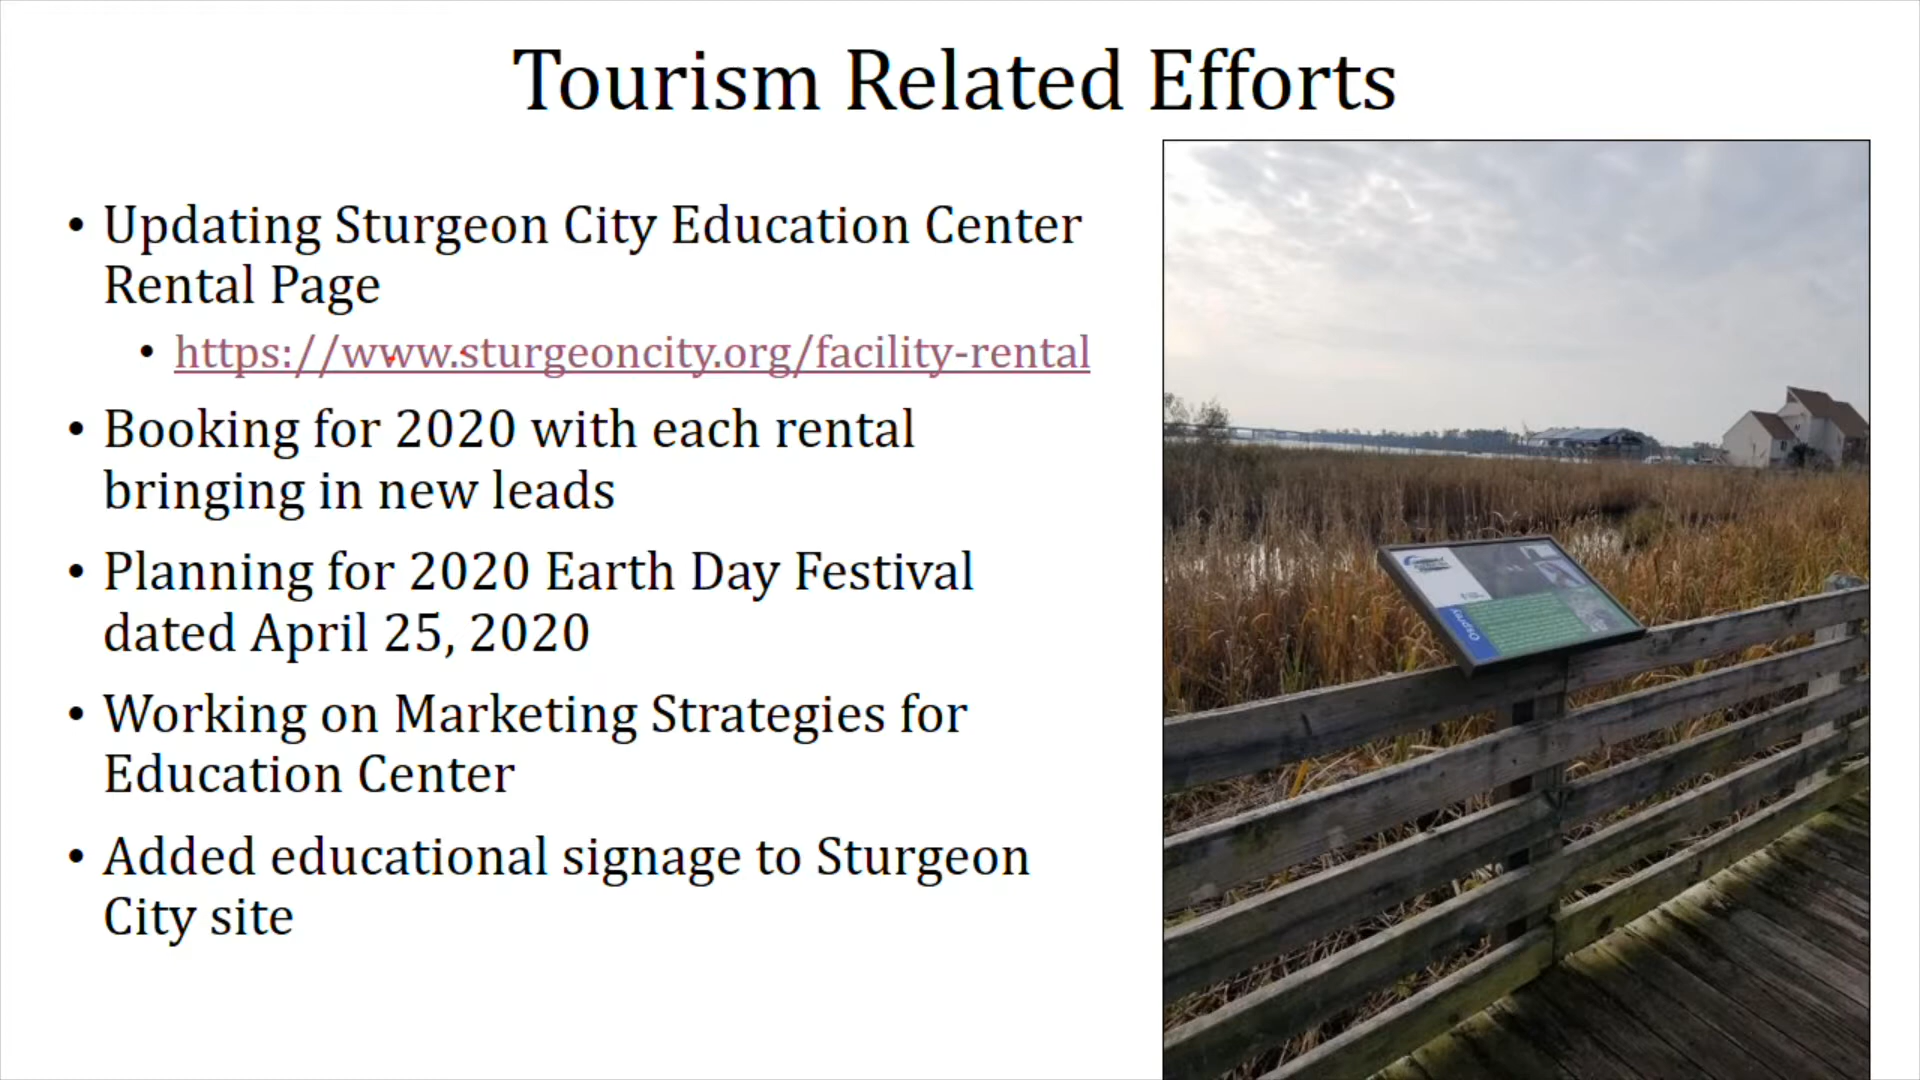 Tourism Related Efforts
• Updating Sturgeon City Education Center
Rental Page
• https://www.sturgeoncity.org/facility-rental
• Booking for 2020 with each rental
bringing in new leads
• Planning for 2020 Earth Day Festival
dated April 25, 2020
• Working on Marketing Strategies for
Education Center
• Added educational signage to Sturgeon
City site
Osprey